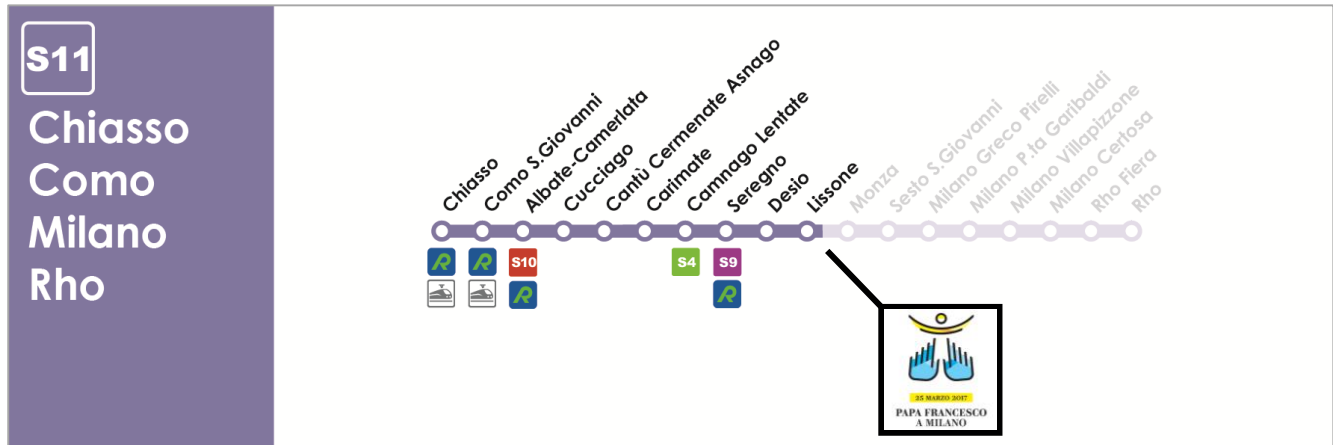 S11
Chiasso
Como
Milano
Rho
Chiasso
Como S.Giovanni
Albate-Camerlata
Cucciago
Cantù Cermenate Asnago
Carimate
Camnago Lentate
Seregno
Desio
Lissone
Monza
Sesto S.Giovanni
Milano Greco Pirelli
Milano P.ta Garibaldi
Milano Villapizzone
Milano Certosa
Rho Fiera
Rho
R
R
S10
S4
S9
R
R
25 MARZO 2017
PAPA FRANCESCO
A MILANO